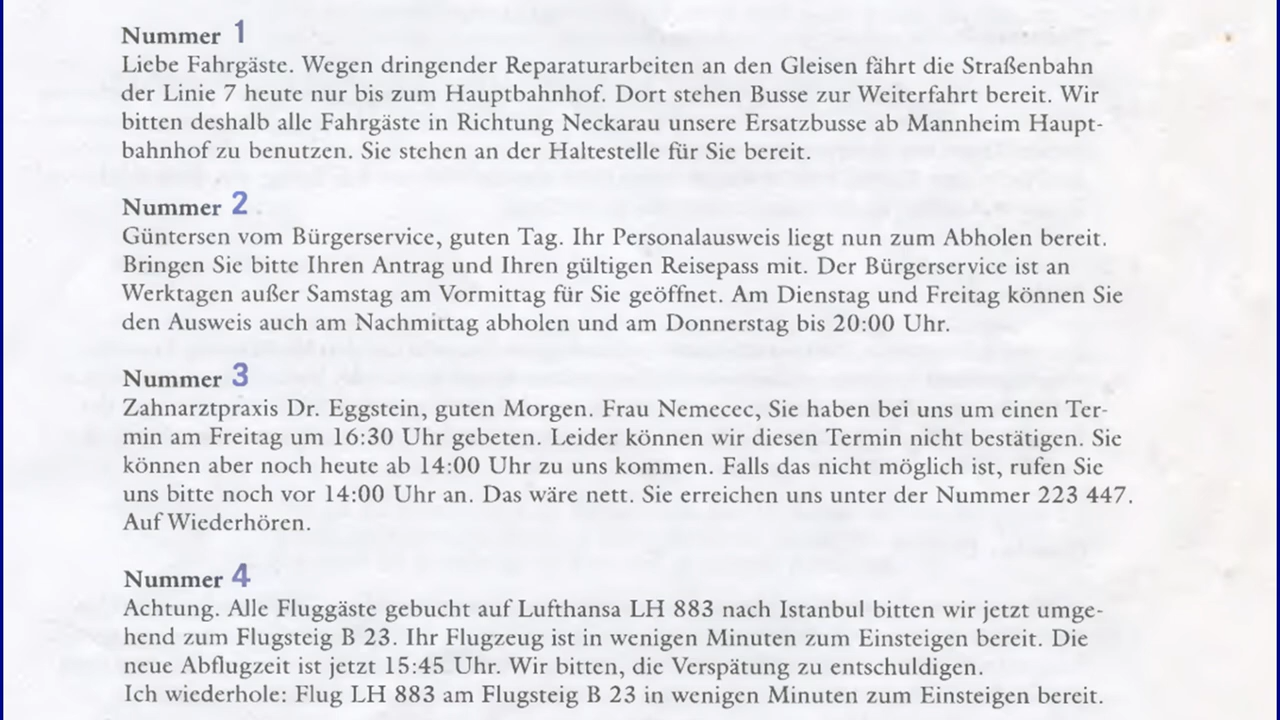 Nummer 1
Liebe Fahrgäste. Wegen dringender Reparaturarbeiten an den Gleisen fährt die Straßenbahn
der Linie 7 heute nur bis zum Hauptbahnhof. Dort stehen Busse zur Weiterfahrt bereit. Wir
bitten deshalb alle Fahrgäste in Richtung Neckarau unsere Ersatzbusse ab Mannheim Haupt-
bahnhof zu benutzen. Sie stehen an der Haltestelle für Sie bereit.
Nummer 2
Güntersen vom Bürgerservice, guten Tag. Ihr Personalausweis liegt nun zum Abholen bereit.
Bringen Sie bitte Ihren Antrag und Ihren gültigen Reisepass mit. Der Bürgerservice ist an
Werktagen außer Samstag am Vormittag für Sie geöffnet. Am Dienstag und Freitag können Sie
den Ausweis auch am Nachmittag abholen und am Donnerstag bis 20:00 Uhr.
Nummer 3
Zahnarztpraxis Dr. Eggstein, guten Morgen. Frau Nemecec, Sie haben bei uns um einen Ter-
min am Freitag um 16:30 Uhr gebeten. Leider können wir diesen Termin nicht bestätigen. Sie
können aber noch heute ab 14:00 Uhr zu uns kommen. Falls das nicht möglich ist, rufen Sie
uns bitte noch vor 14:00 Uhr an. Das wäre nett. Sie erreichen uns unter der Nummer 223 447.
Auf Wiederhören.
Nummer 4
Achtung. Alle Fluggäste gebucht auf Lufthansa LH 883 nach Istanbul bitten wir jetzt umge-
hend zum Flugsteig B 23. Ihr Flugzeug ist in wenigen Minuten zum Einsteigen bereit. Die
neue Abflugzeit ist jetzt 15:45 Uhr. Wir bitten, die Verspätung zu entschuldigen.
Ich wiederhole: Flug LH 883 am Flugsteig B 23 in wenigen Minuten zum Einsteigen bereit.